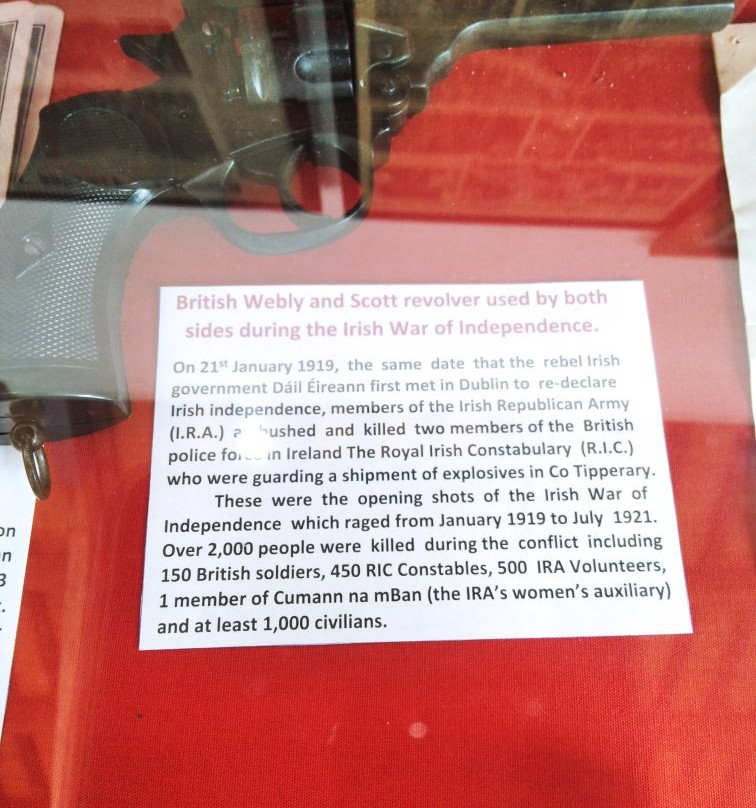 British Webly and Scott revolver used by both
sides during the Irish War of Independence.
On 21st January 1919, the same date that the rebel Irish
government Dáil Éireann first met in Dublin to re-declare
Irish independence, members of the Irish Republican Army
(I.R.A.) and killed two members of the British
police in Ireland The Royal Irish Constabulary (R.I.C.)
who were guarding a shipment of explosives in Co Tipperary.
These were the opening shots of the Irish War of
Independence which raged from January 1919 to July 1921.
Over 2,000 people were killed during the conflict including
150 British soldiers, 450 RIC Constables, 500 IRA Volunteers,
1 member of Cumann na mBan (the IRA's women's auxiliary)
and at least 1,000 civilians.